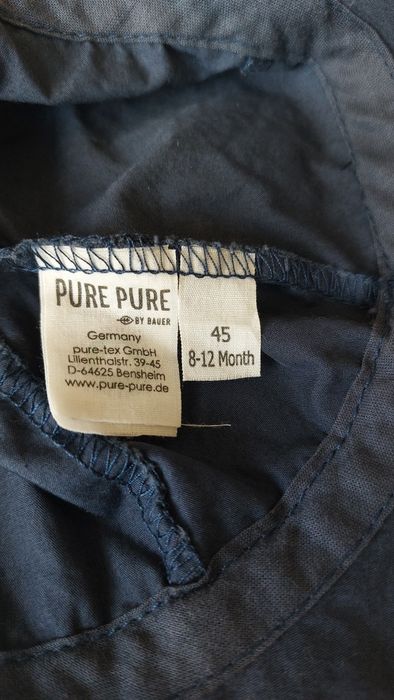 PURE PURE
BY BAUER
Germany
pure-tex GmbH
Lilienthalstr. 39-45
D-64625 Bensheim
www.pure-pure.de
45
8-12 Month